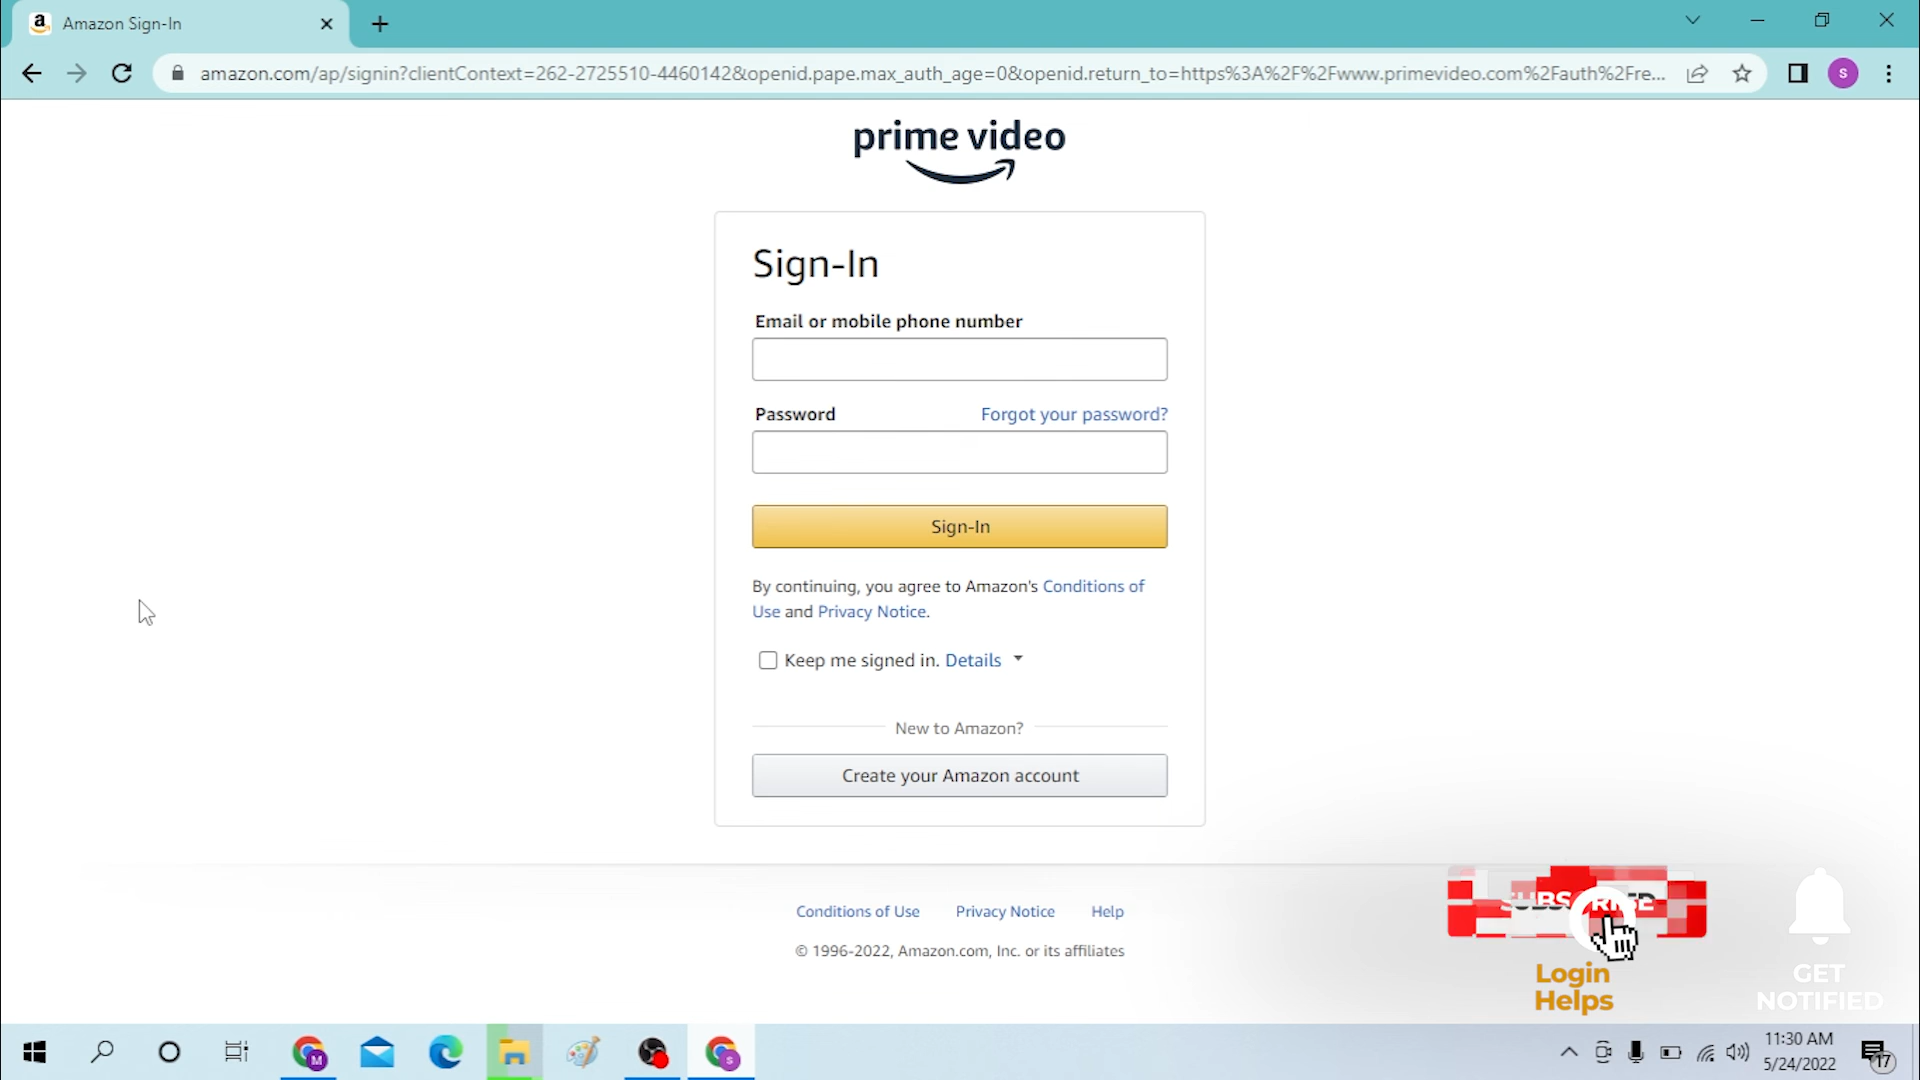 Amazon Sign-In
amazon.com/ap/signin?clientContext=262-2725510-4460142&openid.pape.max_auth_age=0&openid.return_to=https%3A%2F%2Fwww.primevideo.com%2Fauth%2Fre...
S
prime video
Sign-In
Email or mobile phone number
Password
Forgot your password?
Sign-In
By continuing, you agree to Amazon's Conditions of
Use and Privacy Notice.
Keep me signed in. Details
New to Amazon?
Create your Amazon account
Conditions of Use
Privacy Notice
Help
© 1996-2022, Amazon.com, Inc. or its affiliates
Login
Helps
GET
NOTIFIED
M
S
11:30 AM
5/24/2022
17